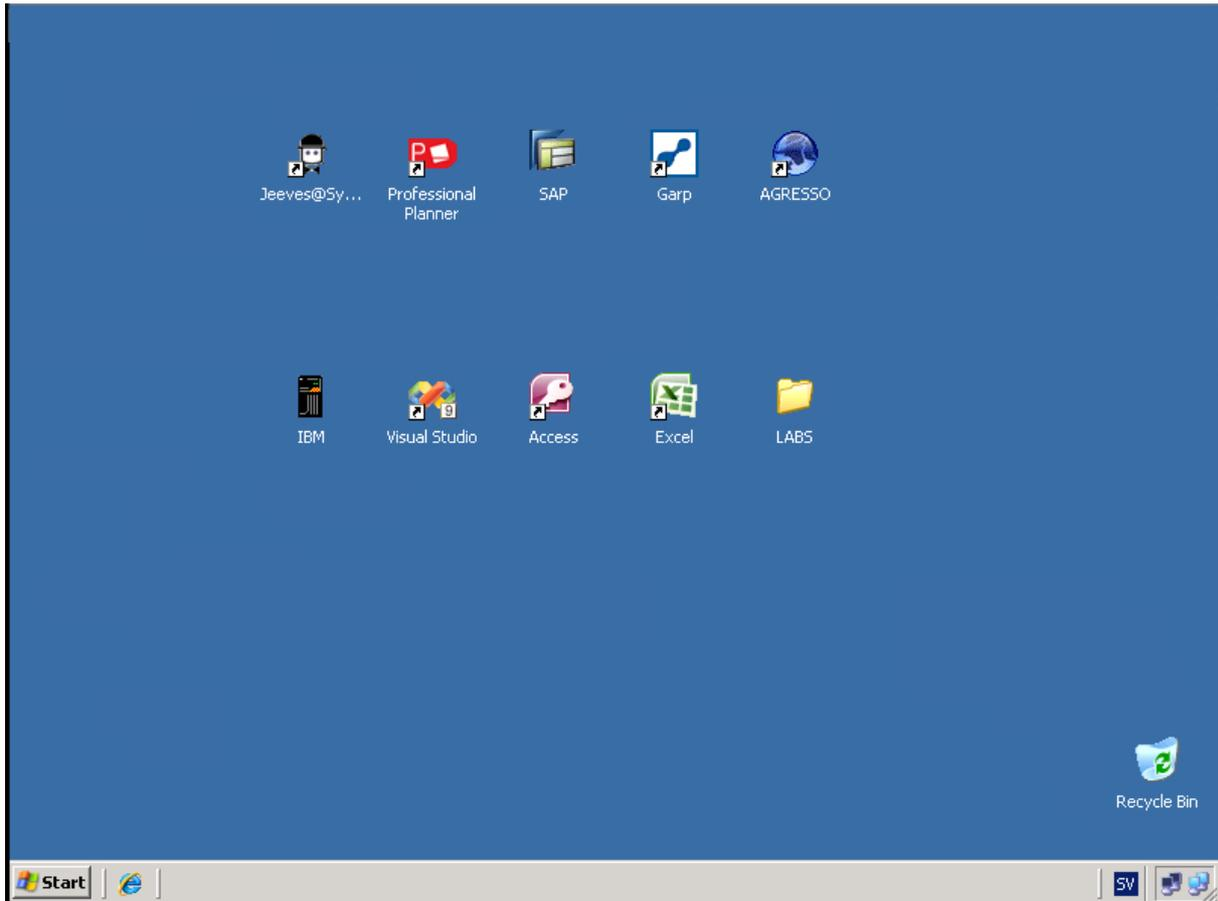 Jeeves@Sy...
Professional
Planner
SAP
Garp
AGRESSO
IBM
Visual Studio
Access
Excel
LABS
Recycle Bin
Start
SV